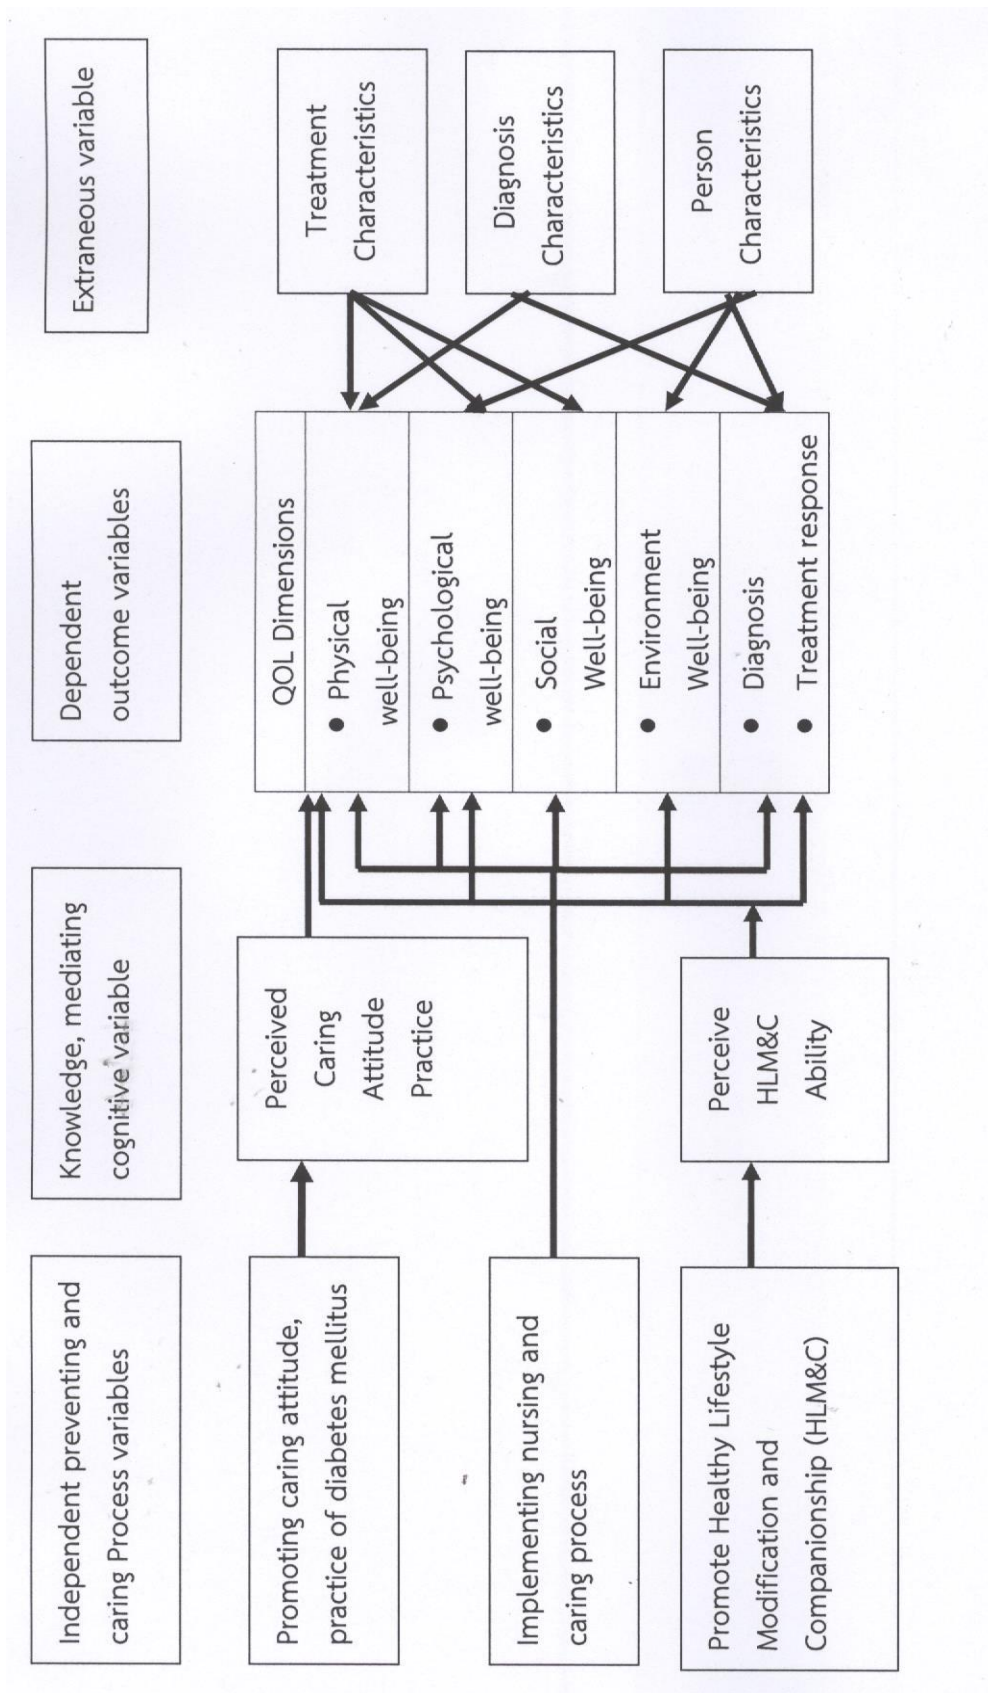 Independent preventing and
caring Process variables
Knowledge, mediating
cognitive variable
Dependent
outcome variables
Extraneous variable
Promoting caring attitude,
practice of diabetes mellitus
Perceived
Caring
Attitude
Practice
Implementing nursing and
caring process
Promote Healthy Lifestyle
Modification and
Companionship (HLM&C)
Perceive
HLM&C
Ability
QOL Dimensions
● Physical
well-being
● Psychological
well-being
● Social
Well-being
● Environment
Well-being
● Diagnosis
● Treatment response
Treatment
Characteristics
Diagnosis
Characteristics
Person
Characteristics